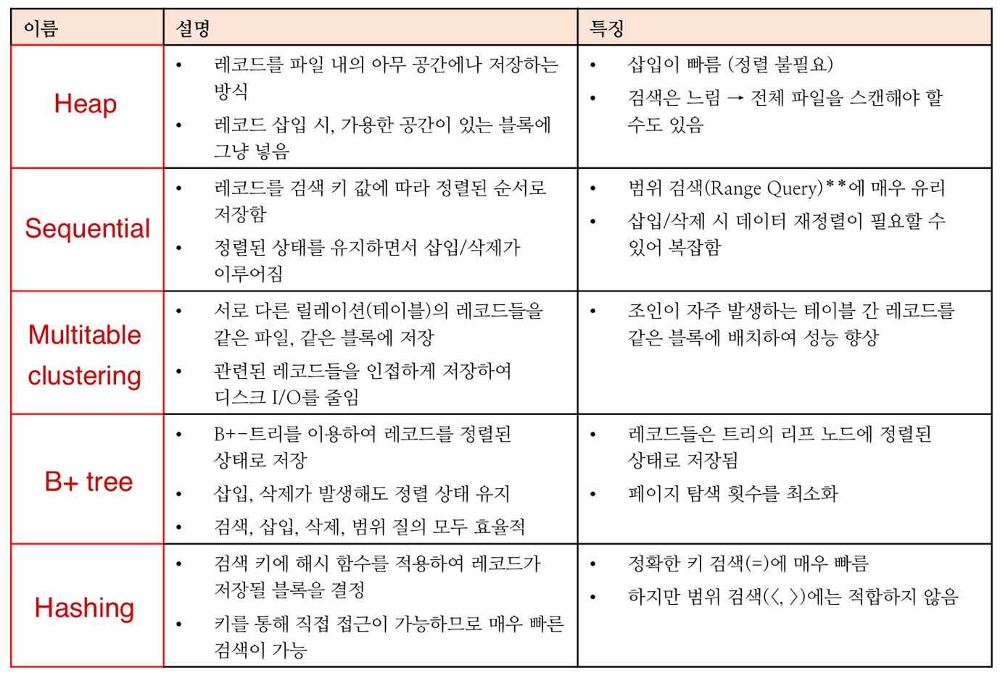 이름
설명
특징
Heap
• 레코드를 파일 내의 아무 공간에나 저장하는
방식
• 레코드 삽입 시, 가용한 공간이 있는 블록에
그냥 넣음
• 삽입이 빠름 (정렬 불필요)
• 검색은 느림 → 전체 파일을 스캔해야 할
수도 있음
Sequential
• 레코드를 검색 키 값에 따라 정렬된 순서로
저장함
• 정렬된 상태를 유지하면서 삽입/삭제가
이루어짐
• 범위 검색(Range Query)**에 매우 유리
• 삽입/삭제 시 데이터 재정렬이 필요할 수
있어 복잡함
Multitable
clustering
• 서로 다른 릴레이션(테이블)의 레코드들을
같은 파일, 같은 블록에 저장
• 관련된 레코드들을 인접하게 저장하여
디스크 I/O를 줄임
• 조인이 자주 발생하는 테이블 간 레코드를
같은 블록에 배치하여 성능 향상
B+ tree
• B+-트리를 이용하여 레코드를 정렬된
상태로 저장
• 삽입, 삭제가 발생해도 정렬 상태 유지
• 검색, 삽입, 삭제, 범위 질의 모두 효율적
• 레코드들은 트리의 리프 노드에 정렬된
상태로 저장됨
• 페이지 탐색 횟수를 최소화
Hashing
• 검색 키에 해시 함수를 적용하여 레코드가
저장될 블록을 결정
• 키를 통해 직접 접근이 가능하므로 매우 빠른
검색이 가능
• 정확한 키 검색(=)에 매우 빠름
• 하지만 범위 검색(<, >)에는 적합하지 않음